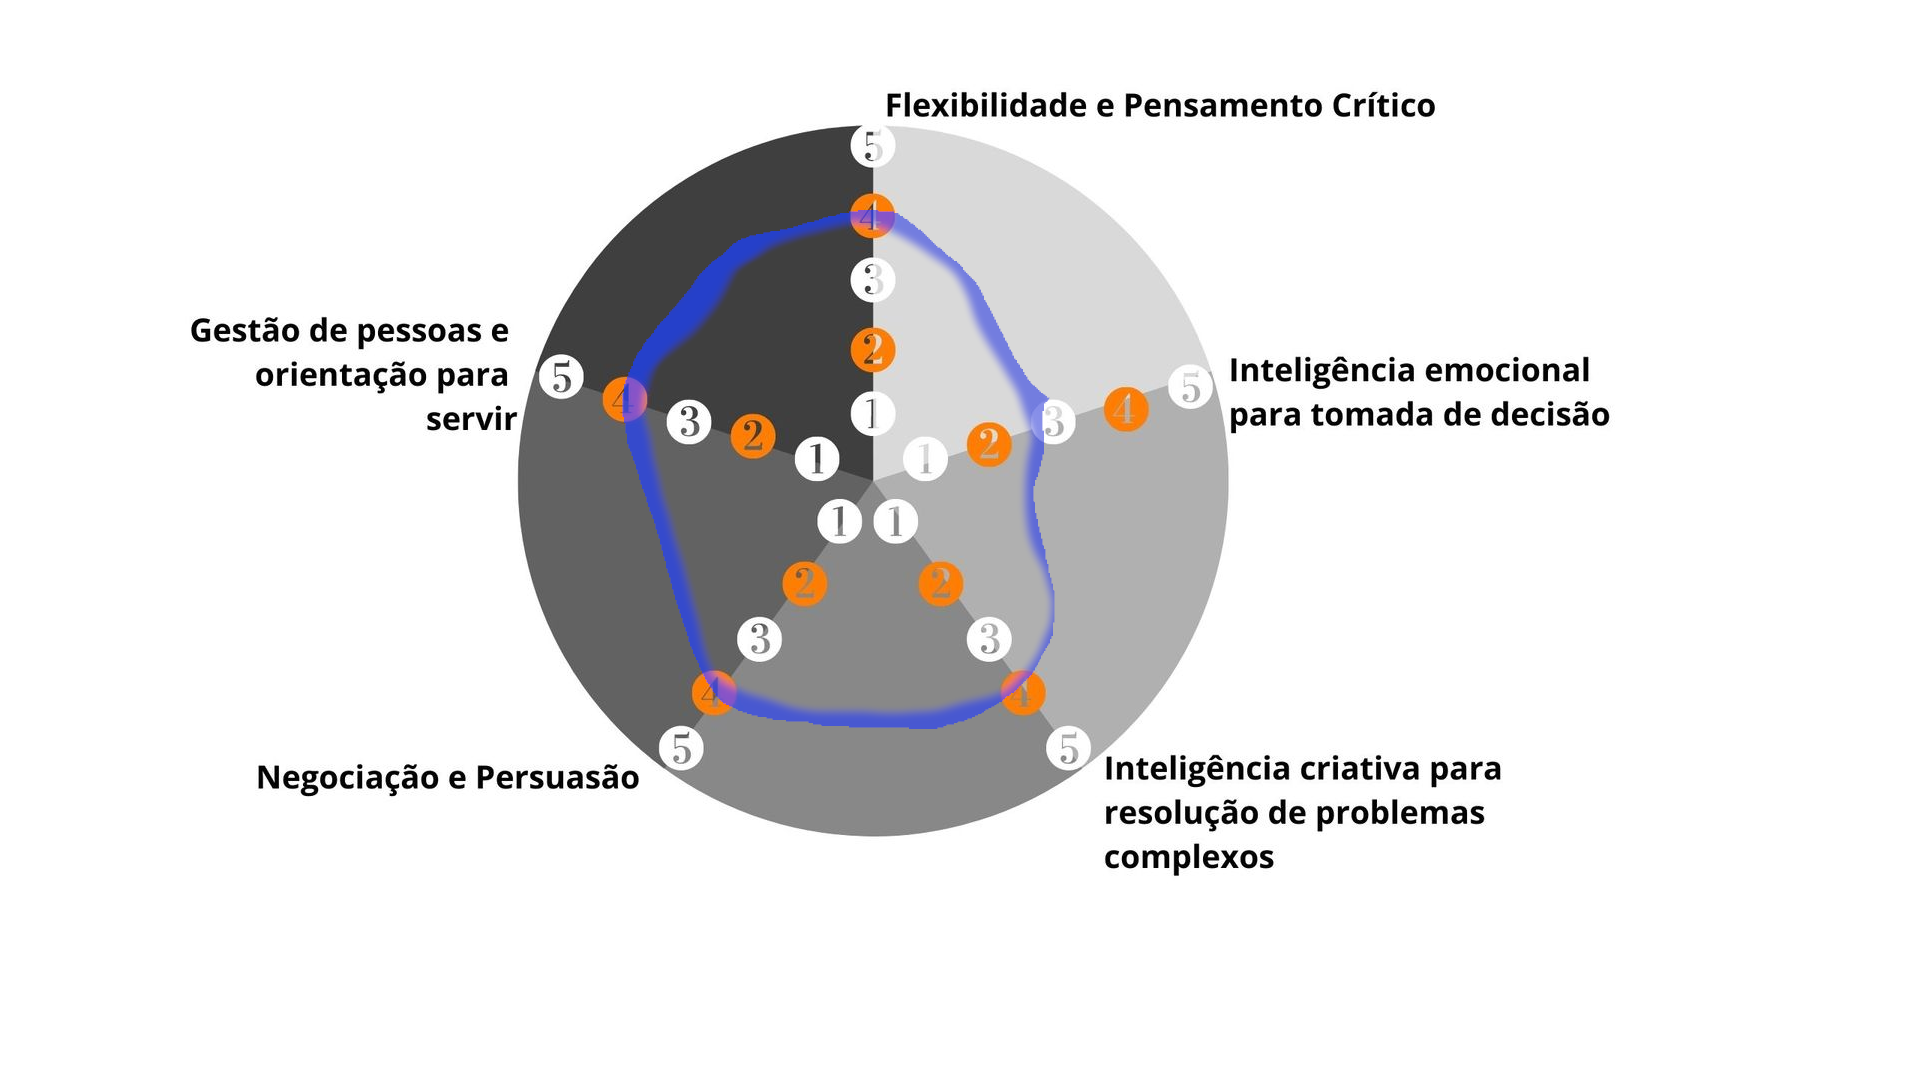 Flexibilidade e Pensamento Crítico
5
4
3
2
1
Inteligência emocional
para tomada de decisão
1
2
3
4
5
Inteligência criativa para
resolução de problemas
complexos
1
2
3
4
5
Negociação e Persuasão
1
2
3
4
5
Gestão de pessoas e
orientação para
servir
5
4
3
2
1